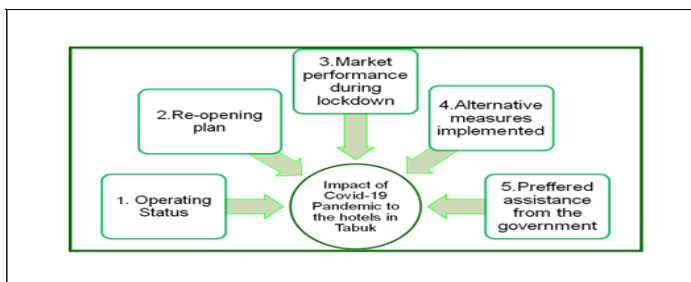 1. Operating
Status
2.Re-opening
plan
3.Market
performance
during
lockdown
4.Alternative
measures
implemented
5.Preffered
assistance
from the
government
Impact of
Covid-19
Pandemic to
the hotels in
Tabuk